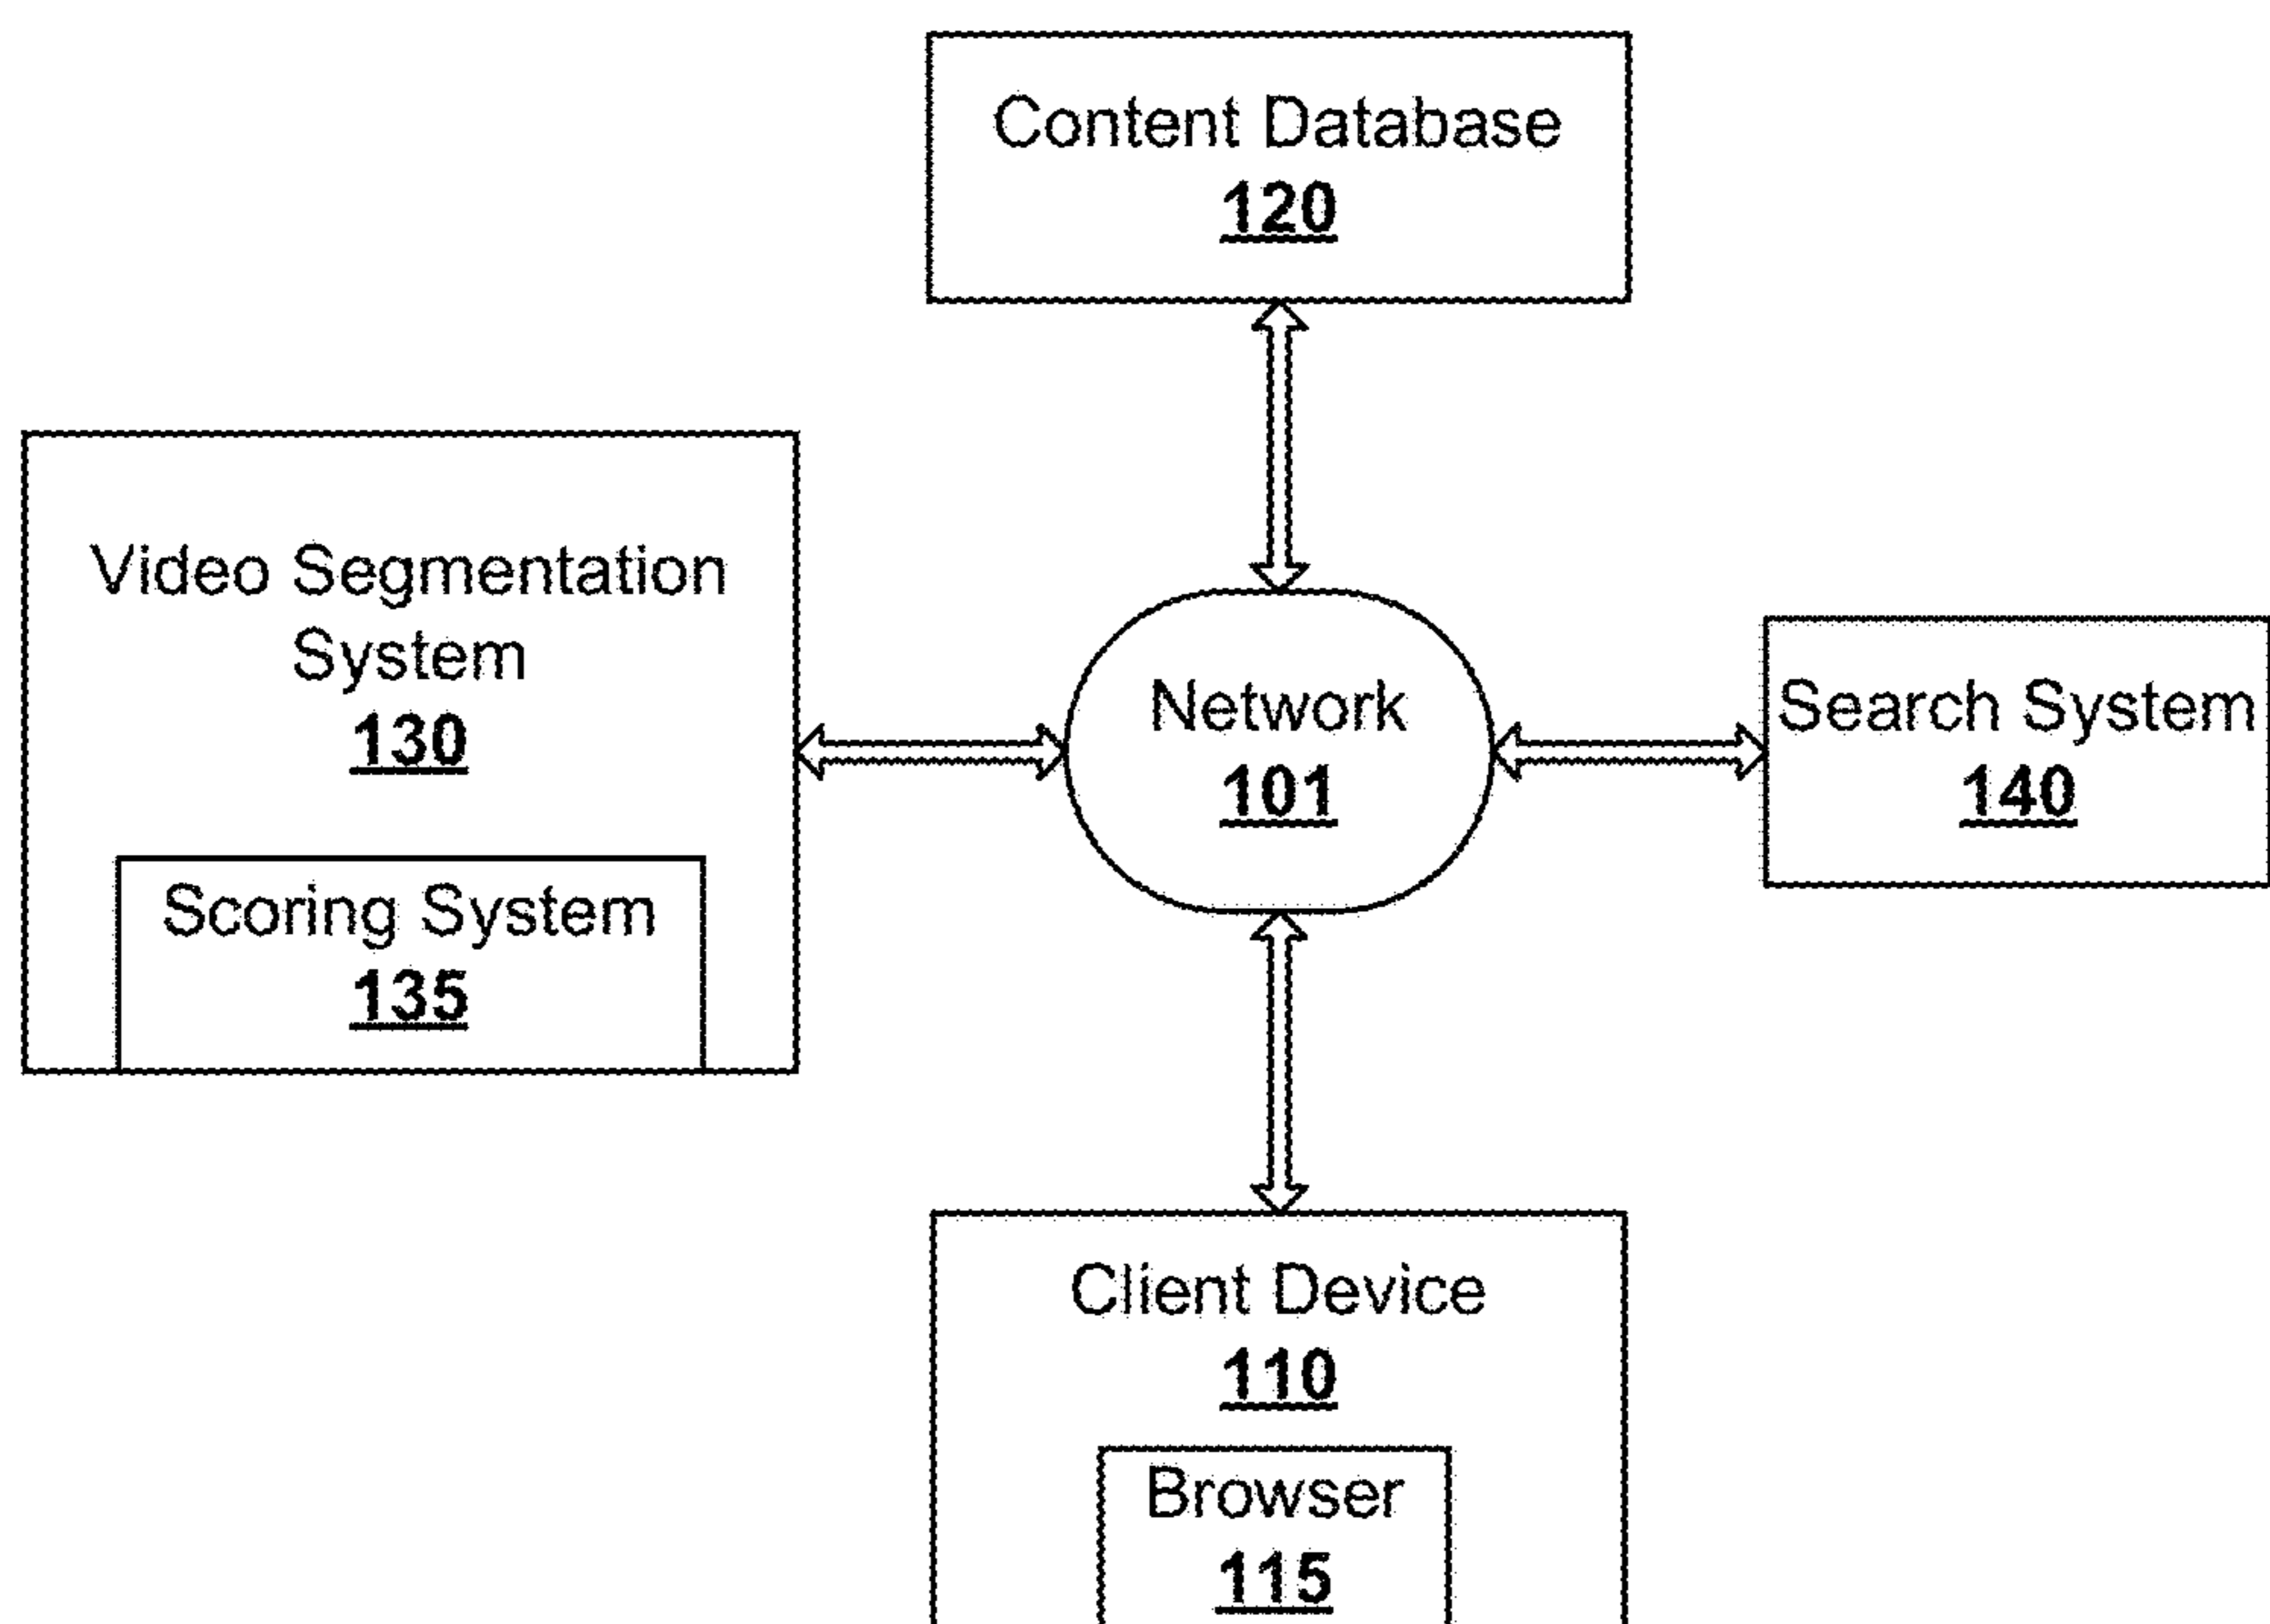 Content Database
120
Video Segmentation
System
130
Scoring System
135
Network
101
Search System
140
Client Device
110
Browser
115